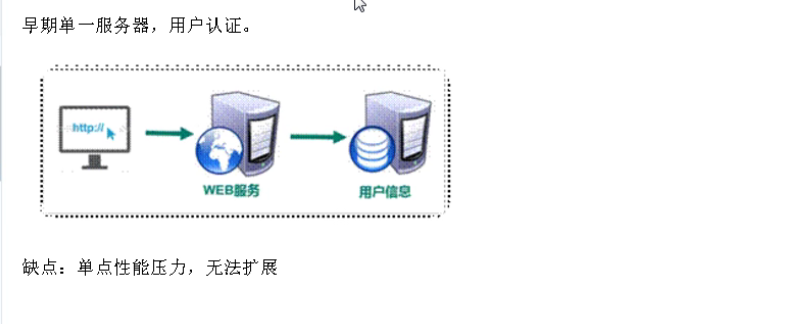 早期单一服务器，用户认证。
http://
WEB服务
用户信息
缺点：单点性能压力，无法扩展